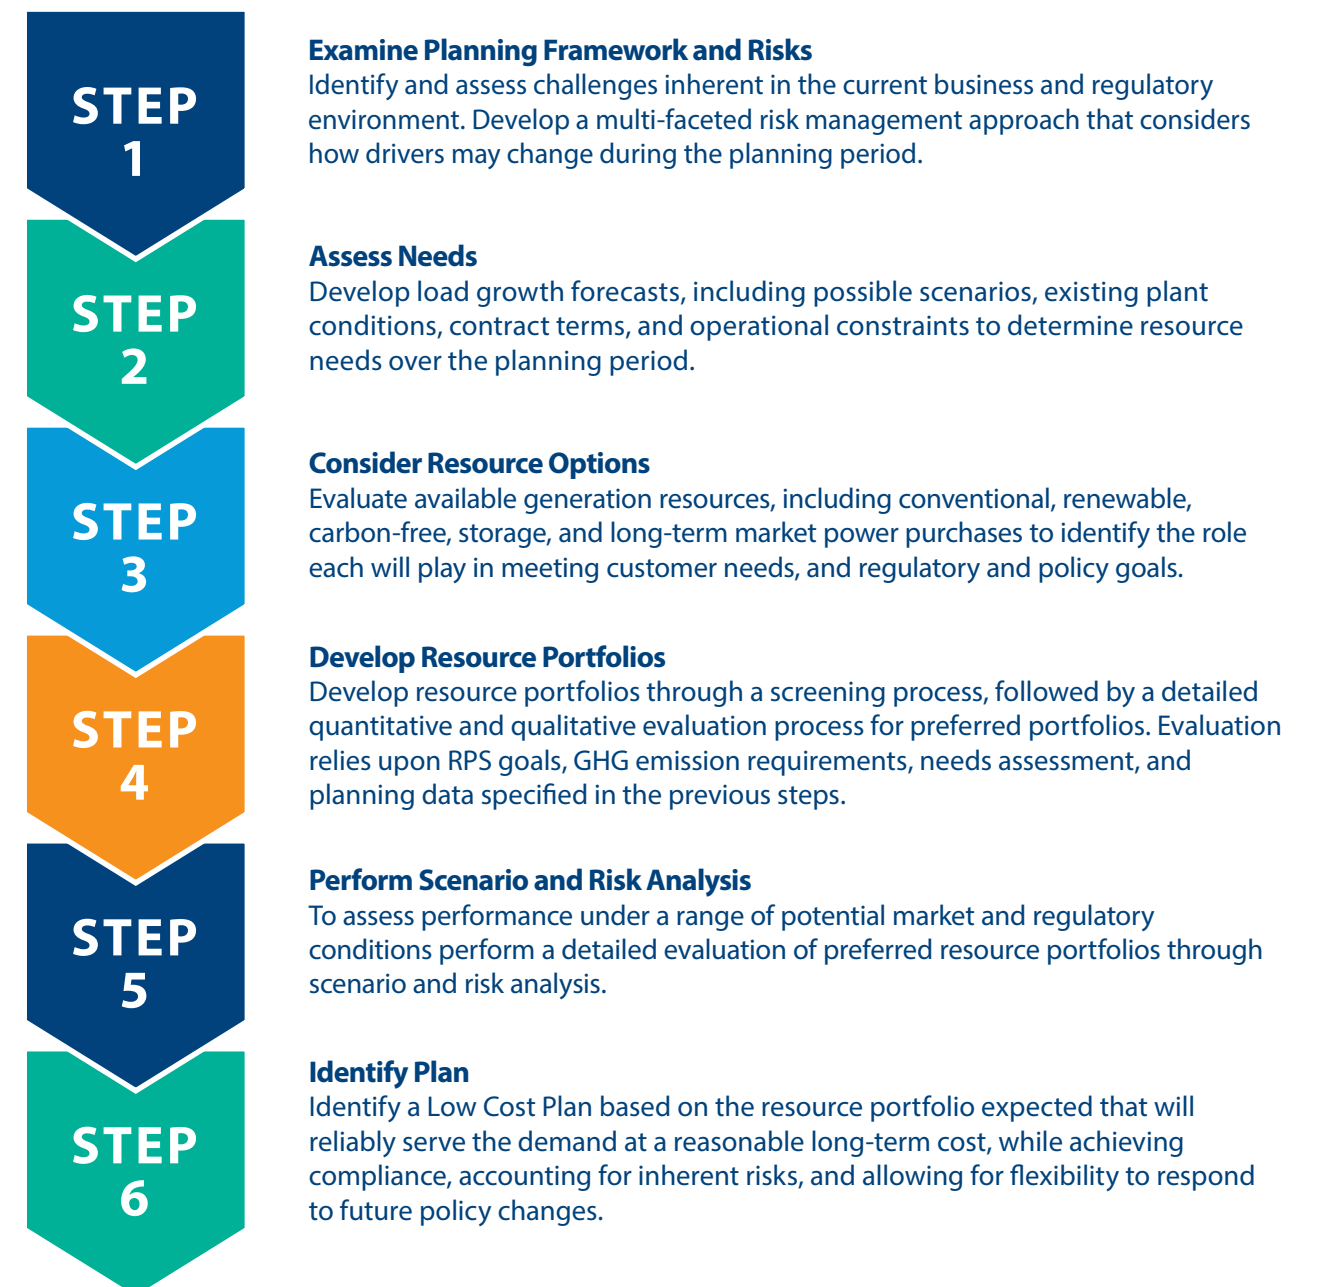 STEP
1
Examine Planning Framework and Risks
Identify and assess challenges inherent in the current business and regulatory
environment. Develop a multi-faceted risk management approach that considers
how drivers may change during the planning period.
STEP
2
Assess Needs
Develop load growth forecasts, including possible scenarios, existing plant
conditions, contract terms, and operational constraints to determine resource
needs over the planning period.
STEP
3
Consider Resource Options
Evaluate available generation resources, including conventional, renewable,
carbon-free, storage, and long-term market power purchases to identify the role
each will play in meeting customer needs, and regulatory and policy goals.
STEP
4
Develop Resource Portfolios
Develop resource portfolios through a screening process, followed by a detailed
quantitative and qualitative evaluation process for preferred portfolios. Evaluation
relies upon RPS goals, GHG emission requirements, needs assessment, and
planning data specified in the previous steps.
STEP
5
Perform Scenario and Risk Analysis
To assess performance under a range of potential market and regulatory
conditions perform a detailed evaluation of preferred resource portfolios through
scenario and risk analysis.
STEP
6
Identify Plan
Identify a Low Cost Plan based on the resource portfolio expected that will
reliably serve the demand at a reasonable long-term cost, while achieving
compliance, accounting for inherent risks, and allowing for flexibility to respond
to future policy changes.